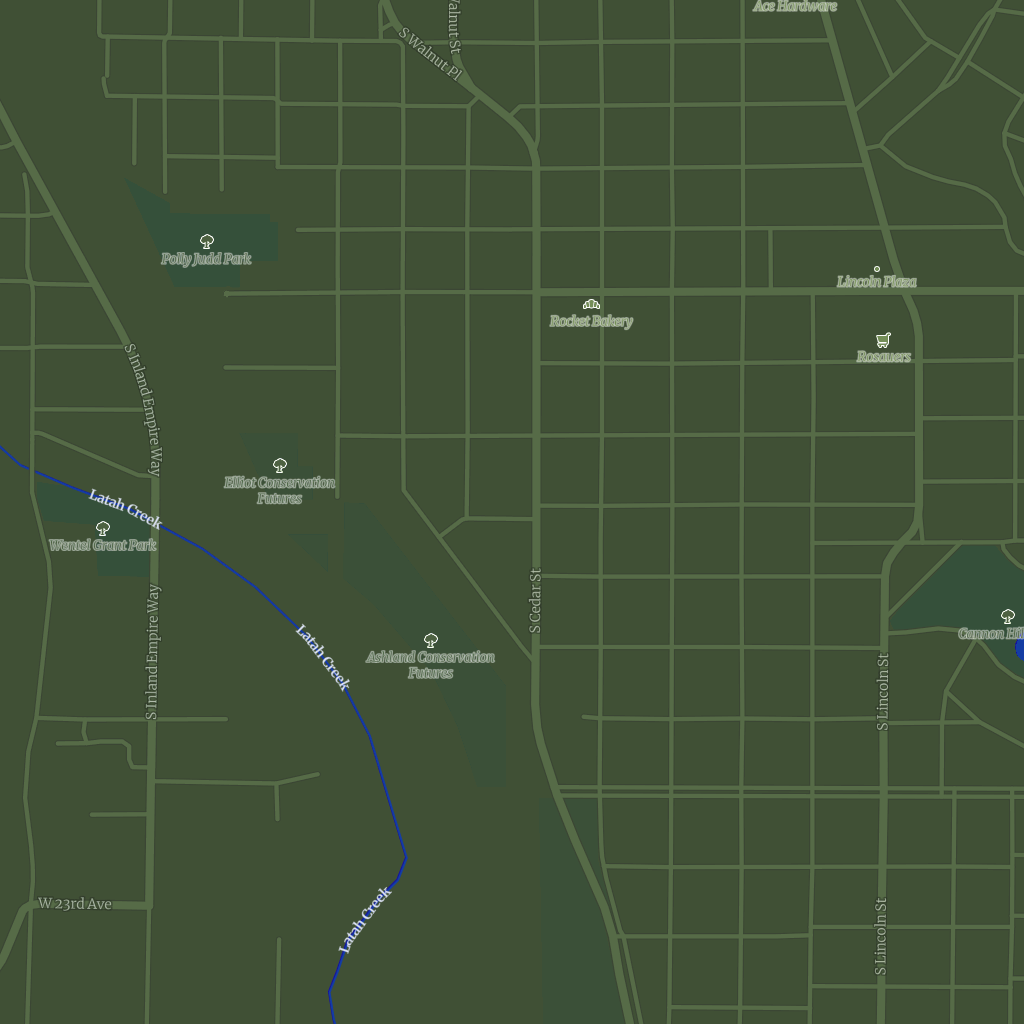 Ace Hardware
Walnut St
S Walnut Pl
Polly Judd Park
Lincoln Plaza
Rocket Bakery
Rosauers
S Inland Empire Way
Elliot Conservation
Futures
Latah Creek
Wentel Grant Park
S Cedar St
S Inland Empire Way
Latah Creek
Cannon Hill
Ashland Conservation
Futures
S Lincoln St
W 23rd Ave
Latah Creek
S Lincoln St